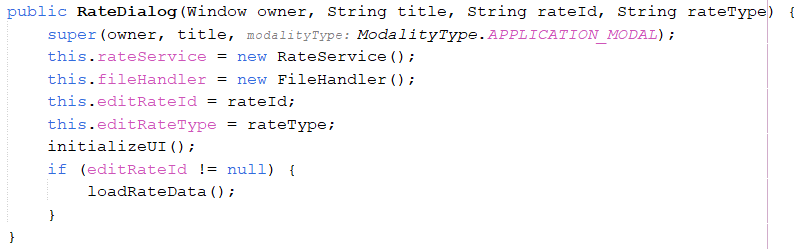 public RateDialog(Window owner, String title, String rateId, String rateType) {
    super(owner, title, modalityType: ModalityType.APPLICATION_MODAL);
    this.rateService = new RateService();
    this.fileHandler = new FileHandler();
    this.editRateId = rateId;
    this.editRateType = rateType;
    initializeUI();
    if (editRateId != null) {
        loadRateData();
    }
}